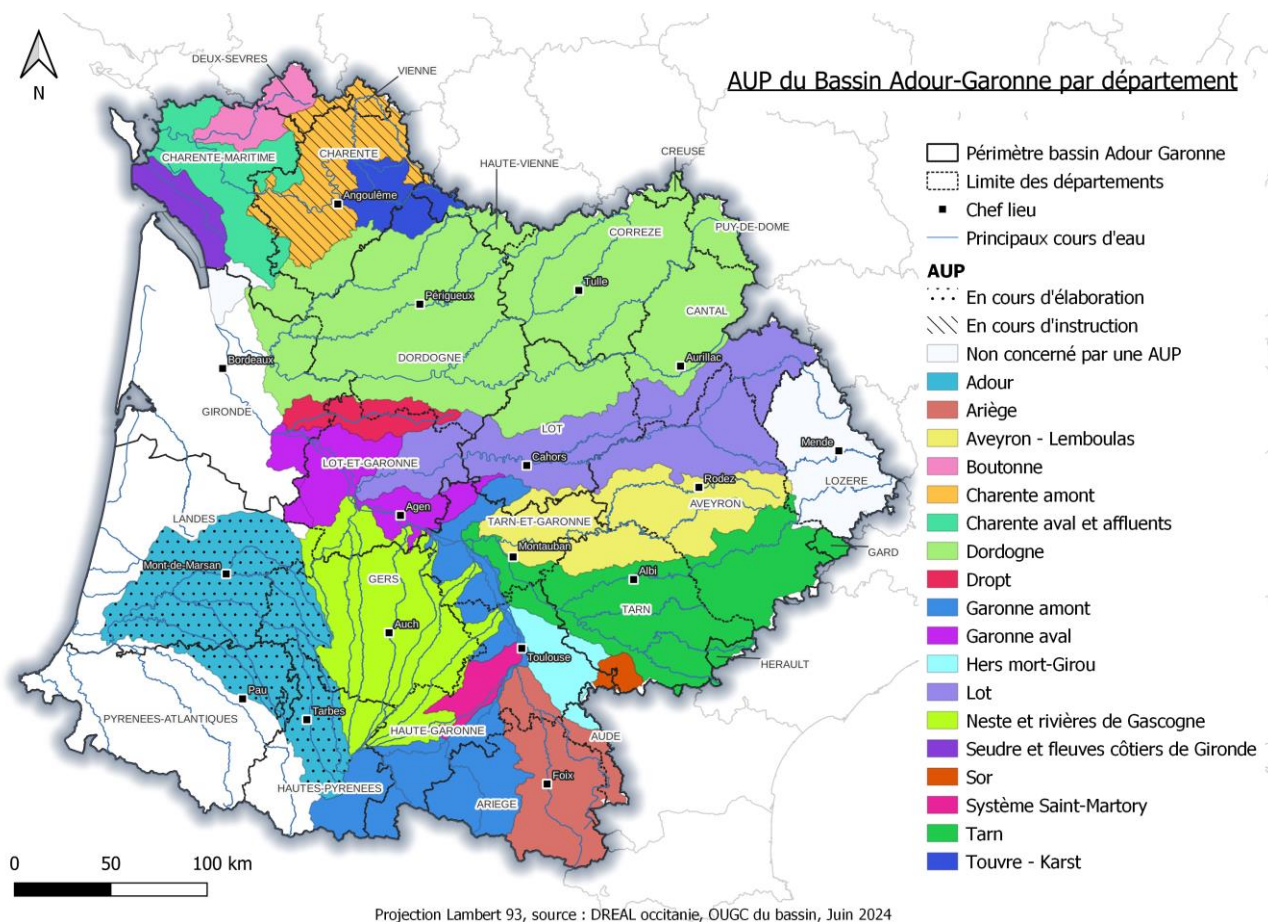 AUP du Bassin Adour-Garonne par département
N
DEUX-SEVRES
VIENNE
CHARENTE-MARITIME
CHARENTE
HAUTE-VIENNE
CREUSE
Angoulême
CORREZE
PUY-DE-DOME
Périgueux
Tulle
CANTAL
DORDOGNE
Aurillac
Bordeaux
GIRONDE
LOT
LOT-ET-GARONNE
Cahors
Mende
Rodez
LOZERE
Agen
AVEYRON
LANDES
TARN-ET-GARONNE
Montauban
GARD
Mont-de-Marsan
GERS
Albi
TARN
Auch
Toulouse
HERAULT
Pau
PYRENEES-ATLANTIQUES
Tarbes
HAUTE-GARONNE
AUDE
Foix
HAUTES-PYRENEES
ARIEGE
Périmètre bassin Adour Garonne
Limite des départements
Chef lieu
Principaux cours d'eau
AUP
En cours d'élaboration
En cours d'instruction
Non concerné par une AUP
Adour
Ariège
Aveyron - Lemboulas
Boutonne
Charente amont
Charente aval et affluents
Dordogne
Dropt
Garonne amont
Garonne aval
Hers mort-Girou
Lot
Neste et rivières de Gascogne
Seudre et fleuves côtiers de Gironde
Sor
Système Saint-Martory
Tarn
Touvre - Karst
0 50 100 km
Projection Lambert 93, source : DREAL occitanie, OUGC du bassin, Juin 2024